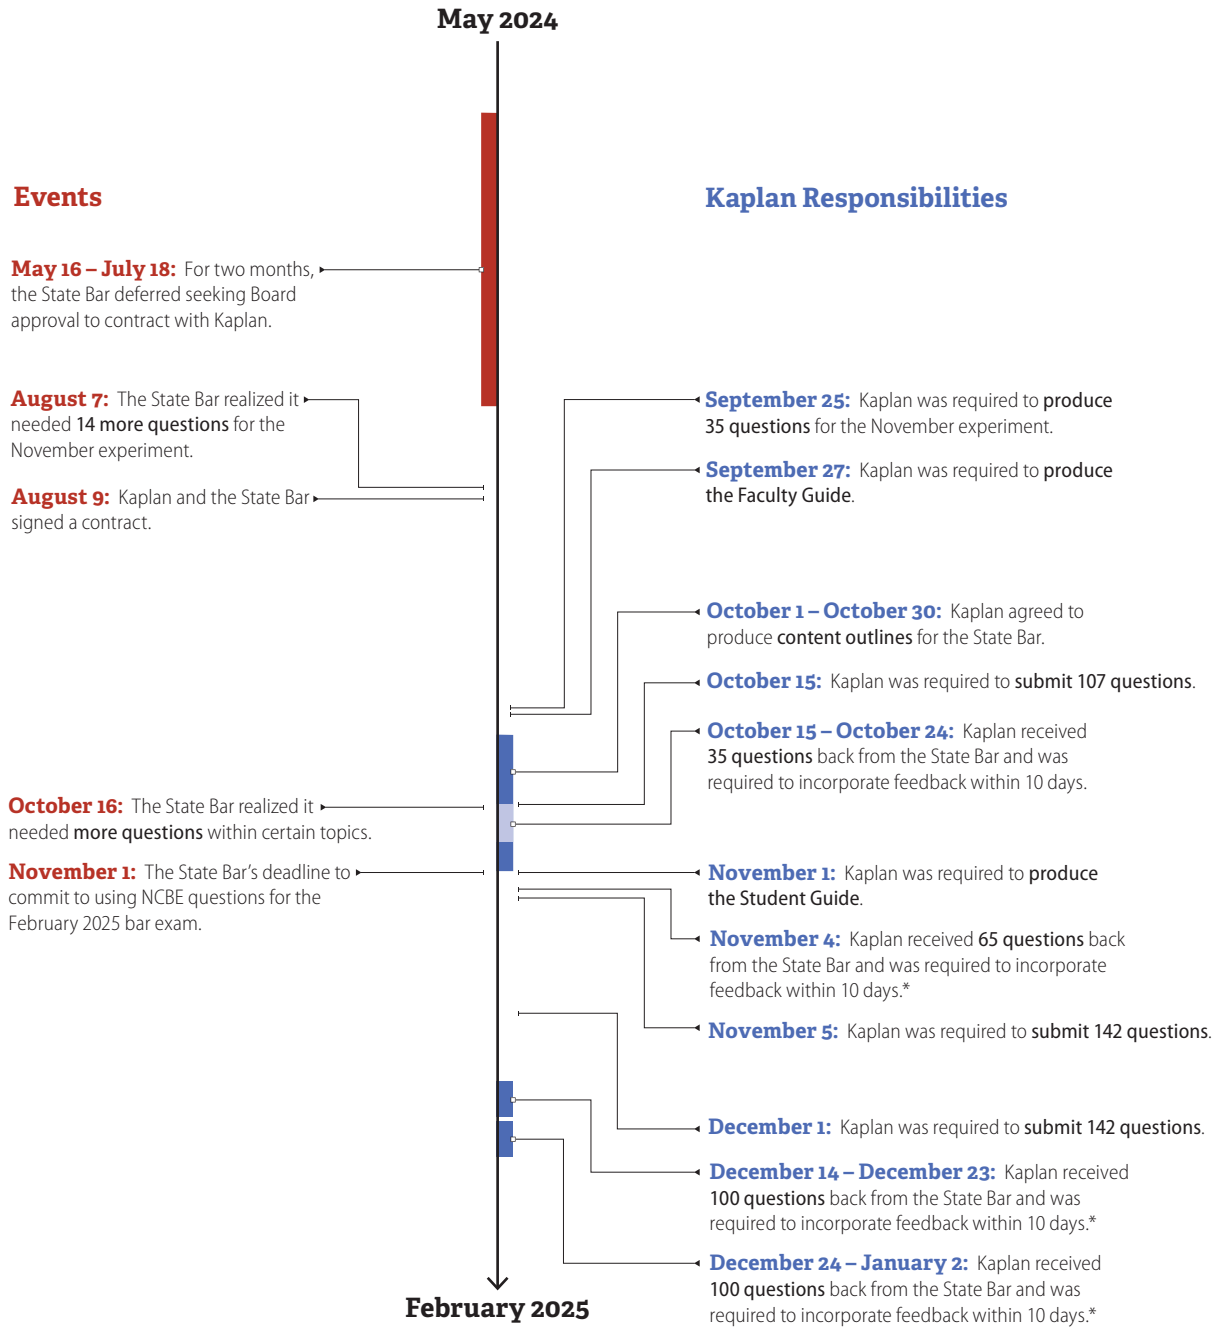 May 2024
Events
May 16 – July 18: For two months,
the State Bar deferred seeking Board
approval to contract with Kaplan.
August 7: The State Bar realized it
needed 14 more questions for the
November experiment.
August 9: Kaplan and the State Bar
signed a contract.
October 16: The State Bar realized it
needed more questions within certain topics.
November 1: The State Bar’s deadline to
commit to using NCBE questions for the
February 2025 bar exam.
Kaplan Responsibilities
September 25: Kaplan was required to produce
35 questions for the November experiment.
September 27: Kaplan was required to produce
the Faculty Guide.
October 1 – October 30: Kaplan agreed to
produce content outlines for the State Bar.
October 15: Kaplan was required to submit 107 questions.
October 15 – October 24: Kaplan received
35 questions back from the State Bar and was
required to incorporate feedback within 10 days.
November 1: Kaplan was required to produce
the Student Guide.
November 4: Kaplan received 65 questions back
from the State Bar and was required to incorporate
feedback within 10 days.*
November 5: Kaplan was required to submit 142 questions.
December 1: Kaplan was required to submit 142 questions.
December 14 – December 23: Kaplan received
100 questions back from the State Bar and was
required to incorporate feedback within 10 days.*
December 24 – January 2: Kaplan received
100 questions back from the State Bar and was
required to incorporate feedback within 10 days.*
February 2025